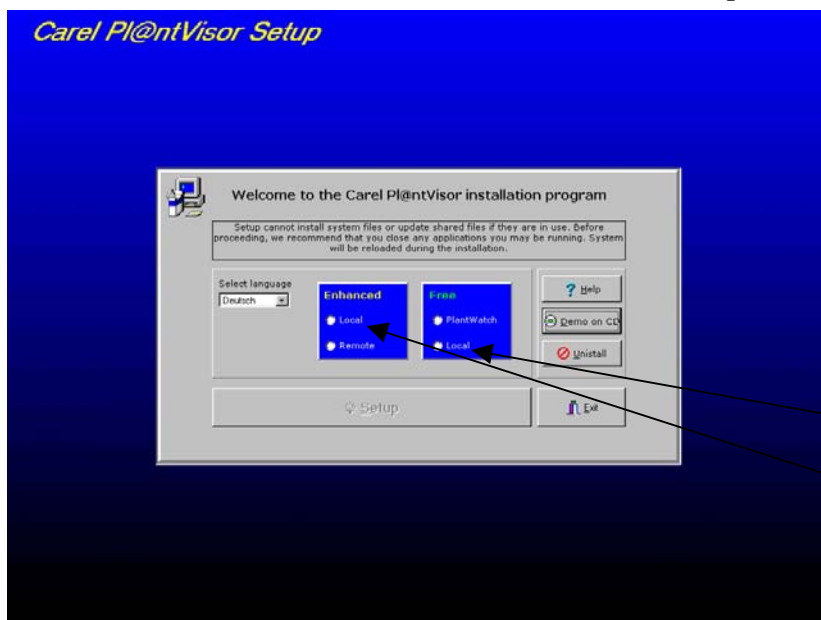 Carel Pl@ntVisor Setup
Welcome to the Carel Pl@ntVisor installation program
Setup cannot install system files or update shared files if they are in use. Before
proceeding, we recommend that you close any applications you may be running. System
will be reloaded during the installation.
Select language
Deutsch
Enhanced
Local
Remote
Free
PlantWatch
Local
Help
Demo on CD
Unistall
Setup
Exit